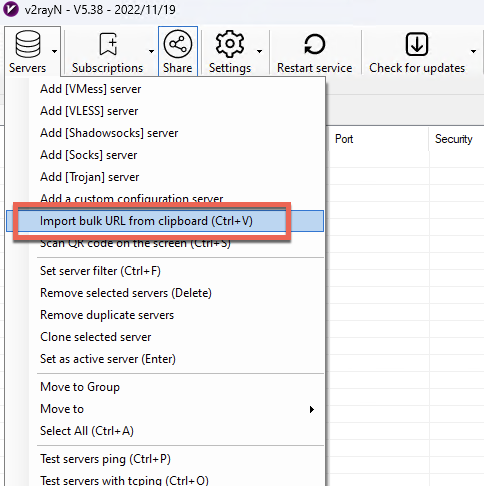 v2rayN - V5.38 - 2022/11/19
Servers Subscriptions Share Settings Restart service Check for updates
Port Security
Add [VMess] server
Add [VLESS] server
Add [Shadowsocks] server
Add [Socks] server
Add [Trojan] server
Add a custom configuration server
Import bulk URL from clipboard (Ctrl+V)
Scan QR code on the screen (Ctrl+S)
Set server filter (Ctrl+F)
Remove selected servers (Delete)
Remove duplicate servers
Clone selected server
Set as active server (Enter)
Move to Group
Move to
Select All (Ctrl+A)
Test servers ping (Ctrl+P)
Test servers with tcping (Ctrl+O)